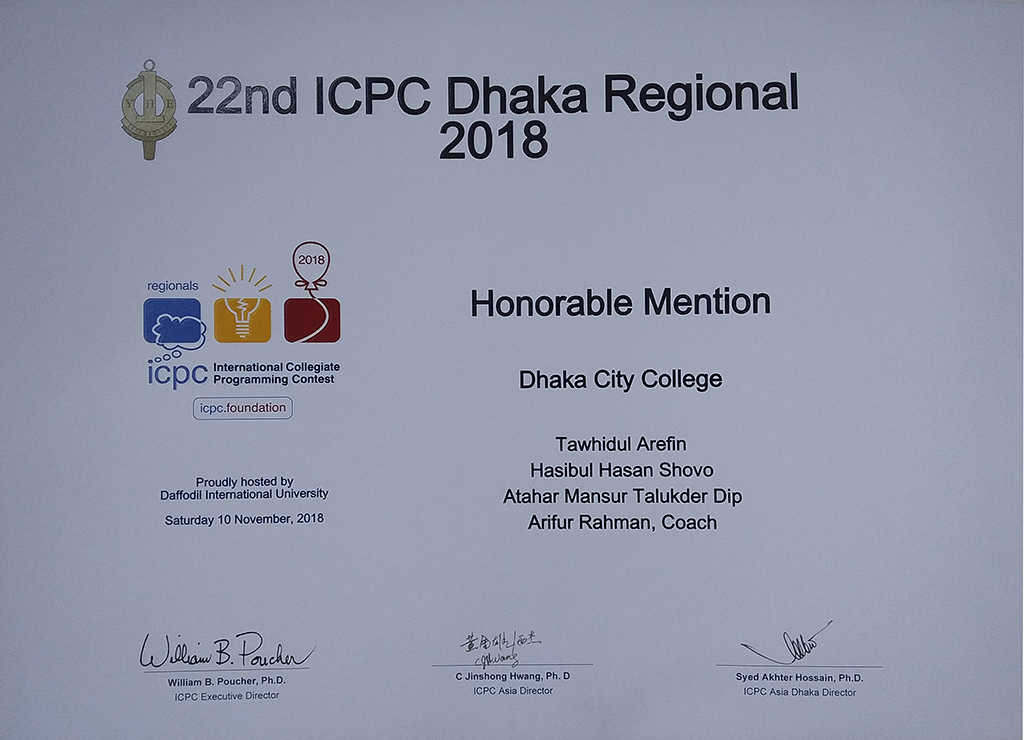 22nd ICPC Dhaka Regional
2018
2018
regionals
icpc International Collegiate
Programming Contest
icpc.foundation
Honorable Mention
Dhaka City College
Tawhidul Arefin
Hasibul Hasan Shovo
Atahar Mansur Talukder Dip
Arifur Rahman, Coach
Proudly hosted by
Daffodil International University
Saturday 10 November, 2018
William B. Poucher
William B. Poucher, Ph.D.
ICPC Executive Director
C Jinshong Hwang, Ph. D
ICPC Asia Director
Syed Akhter Hossain, Ph.D.
ICPC Asia Dhaka Director